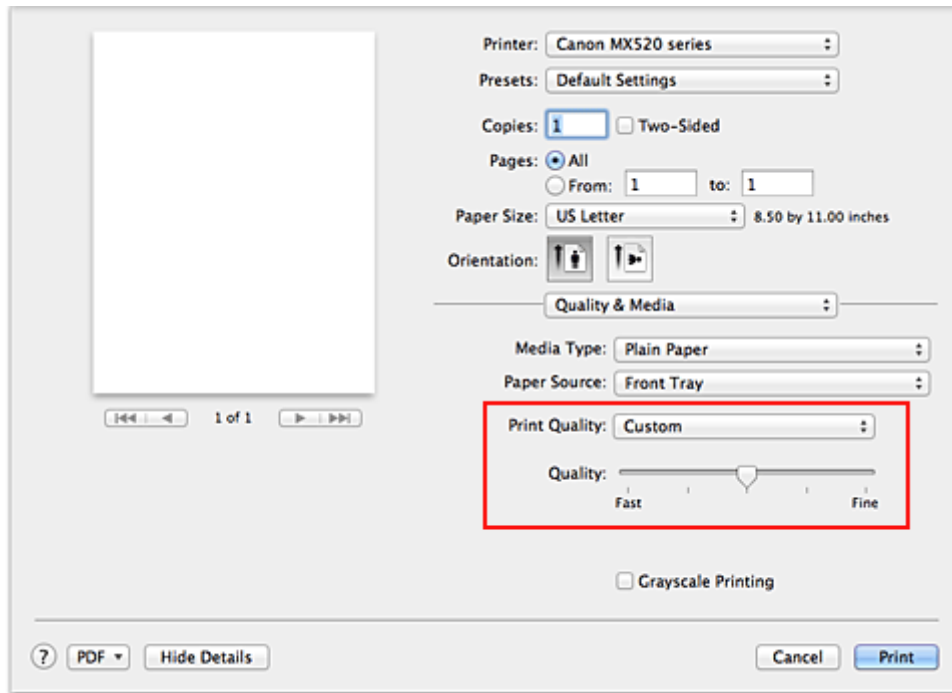 Printer: Canon MX520 series
Presets: Default Settings
Copies: 1 Two-Sided
Pages: All
From: 1 to: 1
Paper Size: US Letter 8.50 by 11.00 inches
Orientation:
Quality & Media
Media Type: Plain Paper
Paper Source: Front Tray
1 of 1
Print Quality: Custom
Quality:
Fast Fine
Grayscale Printing
? PDF Hide Details Cancel Print